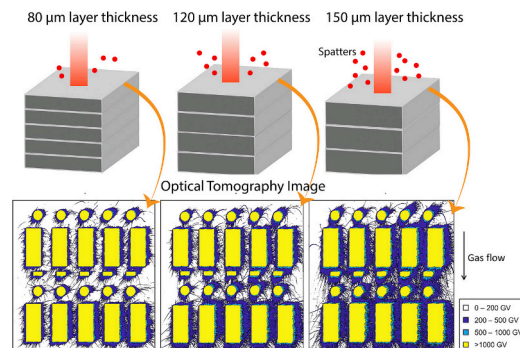 80 μm layer thickness
120 μm layer thickness
150 μm layer thickness
Spatters
Optical Tomography Image
Gas flow
0 – 200 GV
200 – 500 GV
500 – 1000 GV
>1000 GV